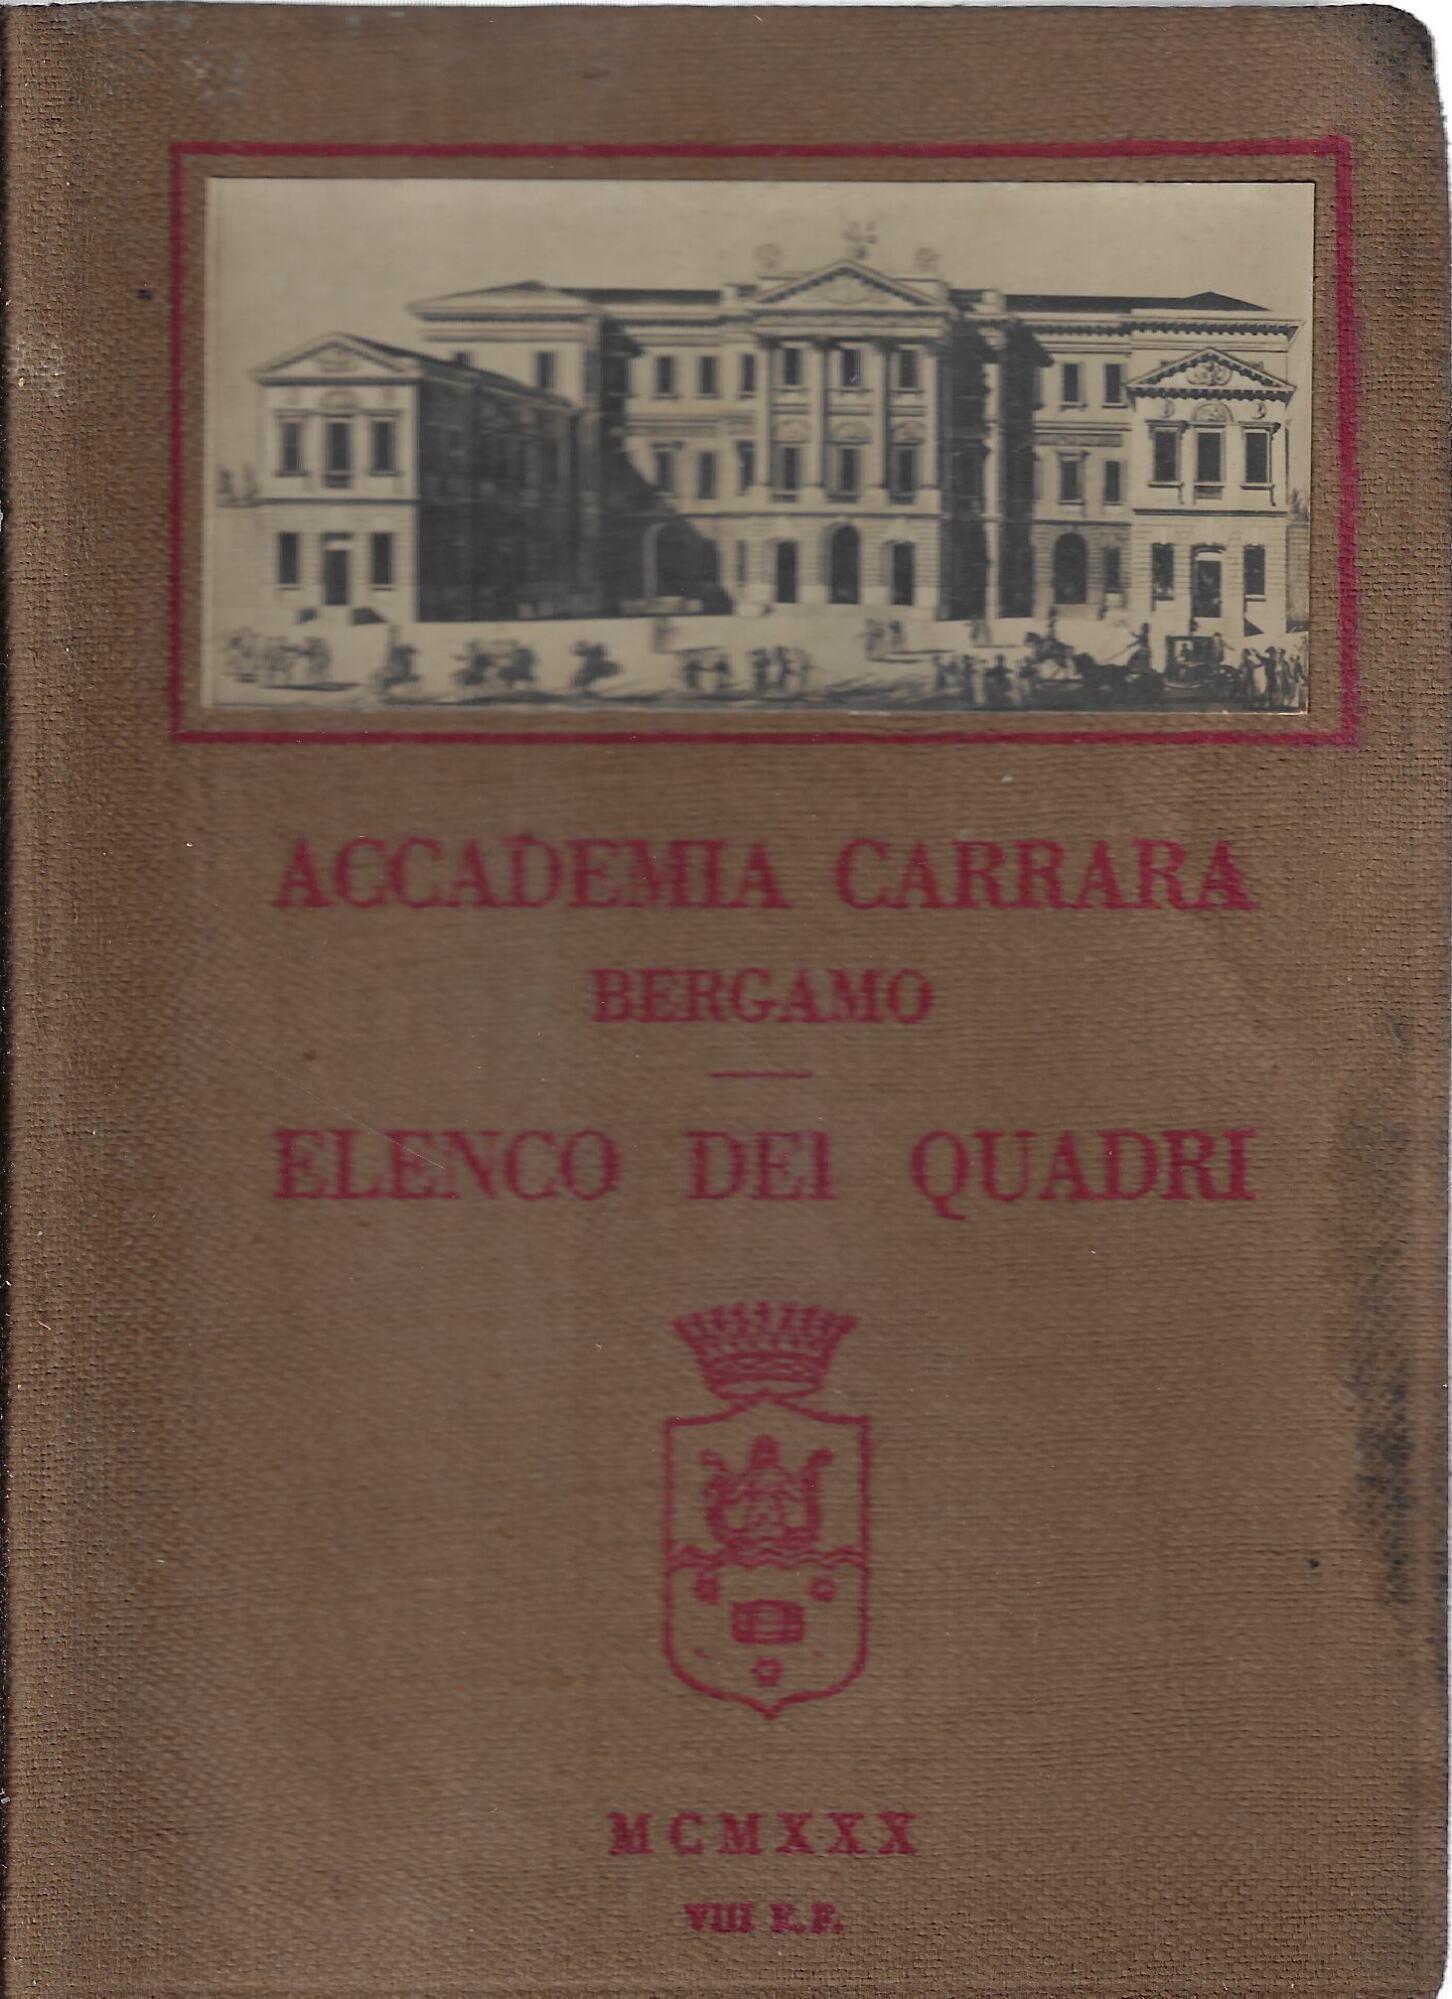 ACCADEMIA CARRARA
BERGAMO
ELENCO DEI QUADRI
MCMXXX
VIII E.F.